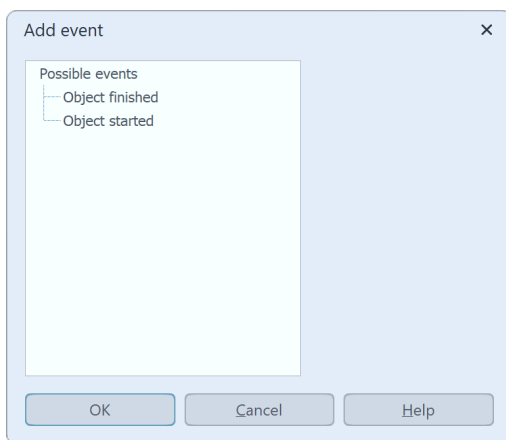 Add event
Possible events
Object finished
Object started
OK
Cancel
Help